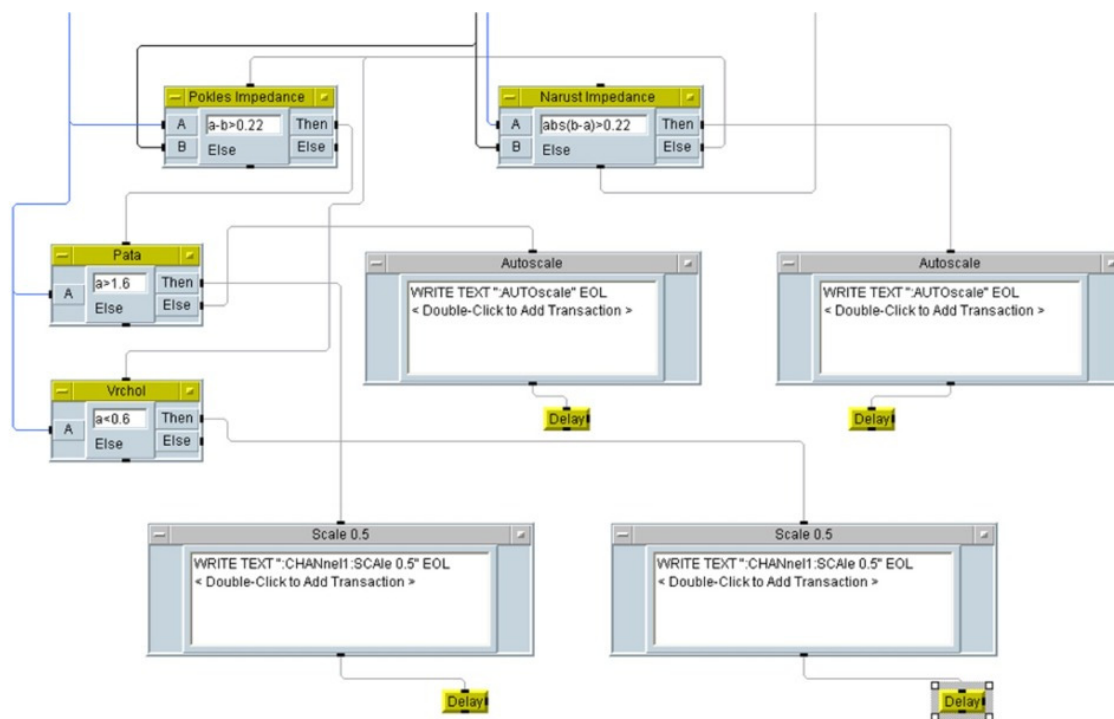 Pokles Impedance
A
B
a-b>0.22
Else
Then
Else
Narust Impedance
A
B
abs(b-a)>0.22
Else
Then
Else
Pata
A
a>1.6
Else
Then
Else
Autoscale
WRITE TEXT ":AUToscale" EOL
< Double-Click to Add Transaction >
Autoscale
WRITE TEXT ":AUToscale" EOL
< Double-Click to Add Transaction >
Vrchol
A
a<0.6
Else
Then
Else
Delay
Delay
Scale 0.5
WRITE TEXT ":CHANnel1:SCAle 0.5" EOL
< Double-Click to Add Transaction >
Scale 0.5
WRITE TEXT ":CHANnel1:SCAle 0.5" EOL
< Double-Click to Add Transaction >
Delay
Delay